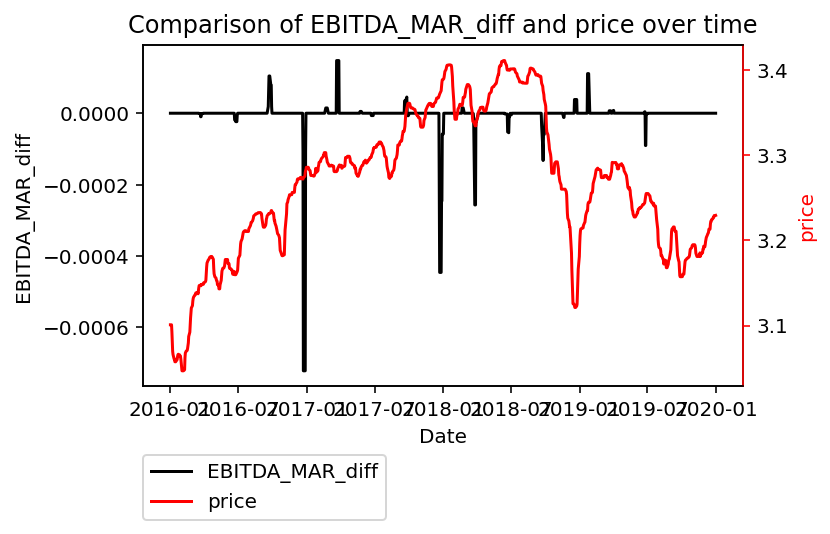 Comparison of EBITDA_MAR_diff and price over time
EBITDA_MAR_diff
0.0000
−0.0002
−0.0004
−0.0006
3.4
3.3
3.2
3.1
price
2016-01
2016-07
2017-01
2017-07
2018-01
2018-07
2019-01
2019-07
2020-01
Date
EBITDA_MAR_diff
price